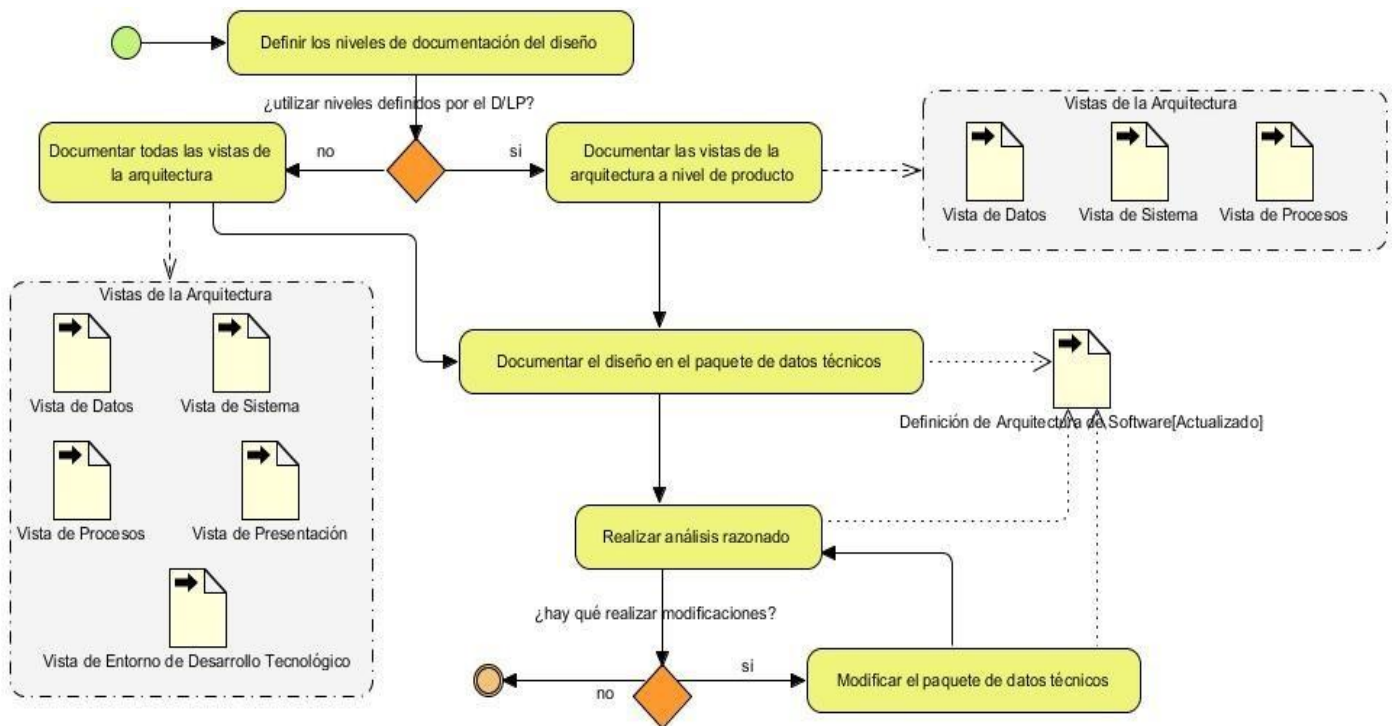 Definir los niveles de documentación del diseño
¿utilizar niveles definidos por el D/LP?
Documentar todas las vistas de
la arquitectura
no
si
Documentar las vistas de la
arquitectura a nivel de producto
Vistas de la Arquitectura
Vista de Datos
Vista de Sistema
Vista de Procesos
Vistas de la Arquitectura
Vista de Datos
Vista de Sistema
Vista de Procesos
Vista de Presentación
Vista de Entorno de Desarrollo Tecnológico
Documentar el diseño en el paquete de datos técnicos
Definición de Arquitectura de Software[Actualizado]
Realizar análisis razonado
¿hay qué realizar modificaciones?
no
si
Modificar el paquete de datos técnicos